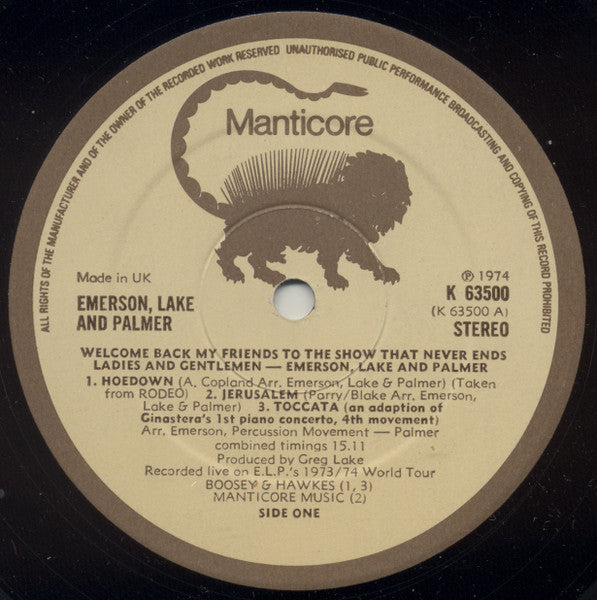 ALL RIGHTS OF THE MANUFACTURER AND OF THE OWNER OF THE RECORDED WORK RESERVED UNAUTHORISED PUBLIC PERFORMANCE BROADCASTING AND COPYING OF THIS RECORD PROHIBITED
Manticore
Made in UK
EMERSON, LAKE
AND PALMER
℗ 1974
K 63500
(K 63500 A)
STEREO
WELCOME BACK MY FRIENDS TO THE SHOW THAT NEVER ENDS
LADIES AND GENTLEMEN — EMERSON, LAKE AND PALMER
1. HOEDOWN (A. Copland Arr. Emerson, Lake & Palmer) (Taken
from RODEO) 2. JERUSALEM (Parry/Blake Arr. Emerson,
Lake & Palmer) 3. TOCCATA (an adaption of
Ginastera's 1st piano concerto, 4th movement)
Arr. Emerson, Percussion Movement — Palmer
combined timings 15.11
Produced by Greg Lake
Recorded live on E.L.P.'s 1973/74 World Tour
BOOSEY & HAWKES (1, 3)
MANTICORE MUSIC (2)
SIDE ONE